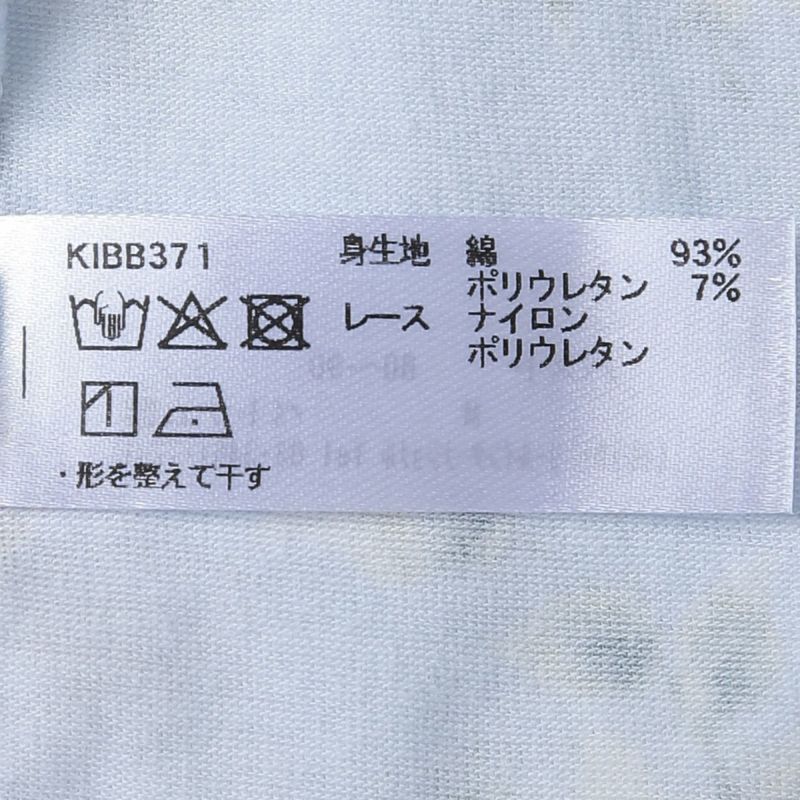 KIBB371
身生地 綿 93%
ポリウレタン 7%
レース ナイロン
ポリウレタン
・形を整えて干す